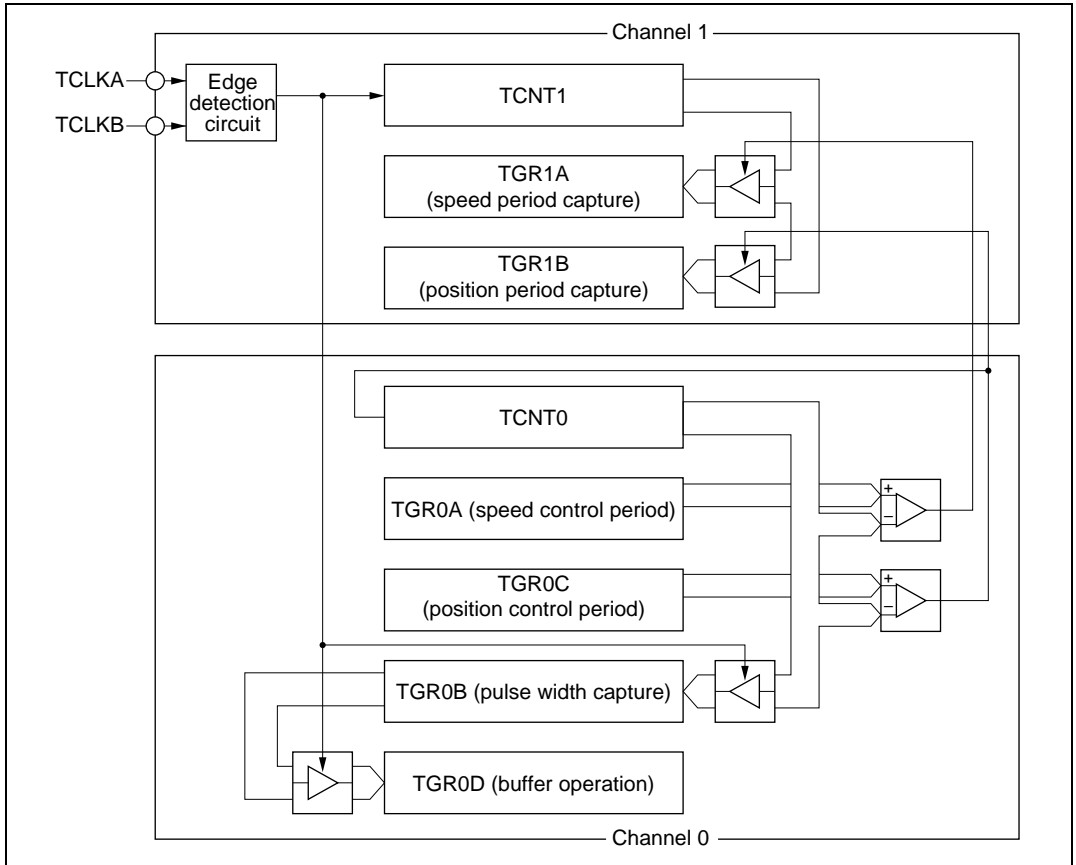 Channel 1
TCLKA
TCLKB
Edge
detection
circuit
TCNT1
TGR1A
(speed period capture)
TGR1B
(position period capture)
TCNT0
TGR0A (speed control period)
+
−
TGR0C
(position control period)
+
−
TGR0B (pulse width capture)
TGR0D (buffer operation)
Channel 0